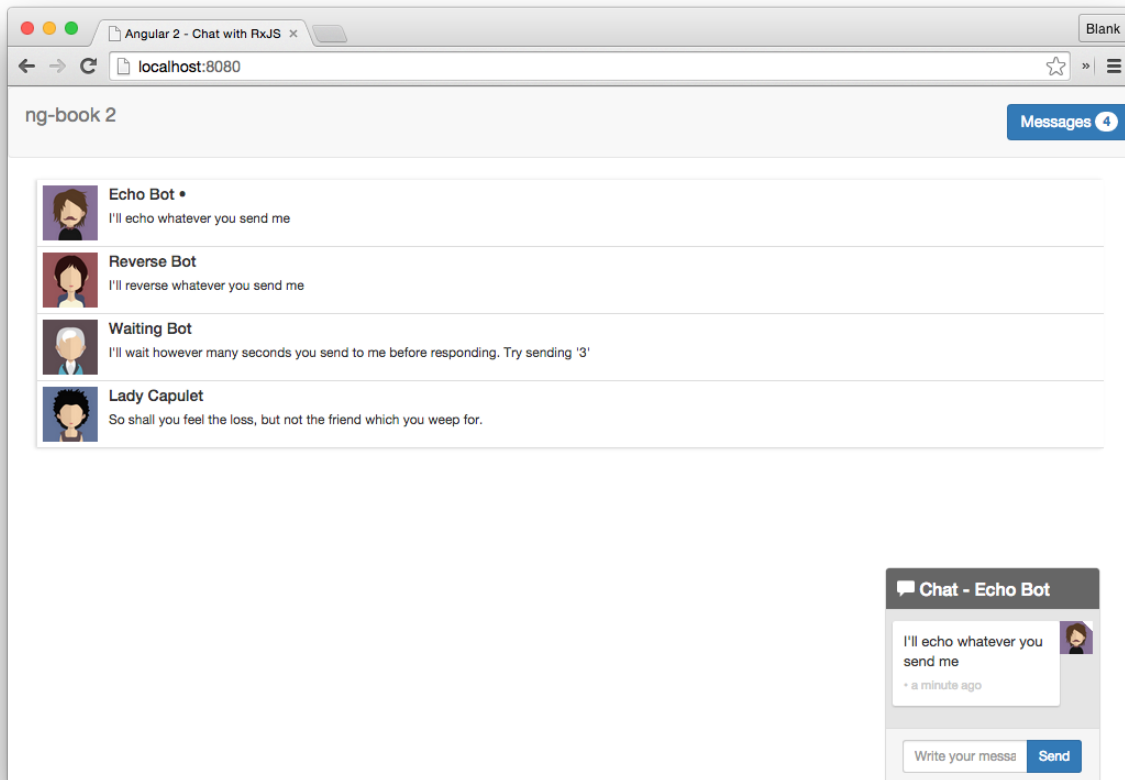 Angular 2 - Chat with RxJS ×
Blank
localhost:8080
»
ng-book 2
Messages 4
Echo Bot •
I'll echo whatever you send me
Reverse Bot
I'll reverse whatever you send me
Waiting Bot
I'll wait however many seconds you send to me before responding. Try sending '3'
Lady Capulet
So shall you feel the loss, but not the friend which you weep for.
Chat - Echo Bot
I'll echo whatever you
send me
• a minute ago
Write your messa
Send